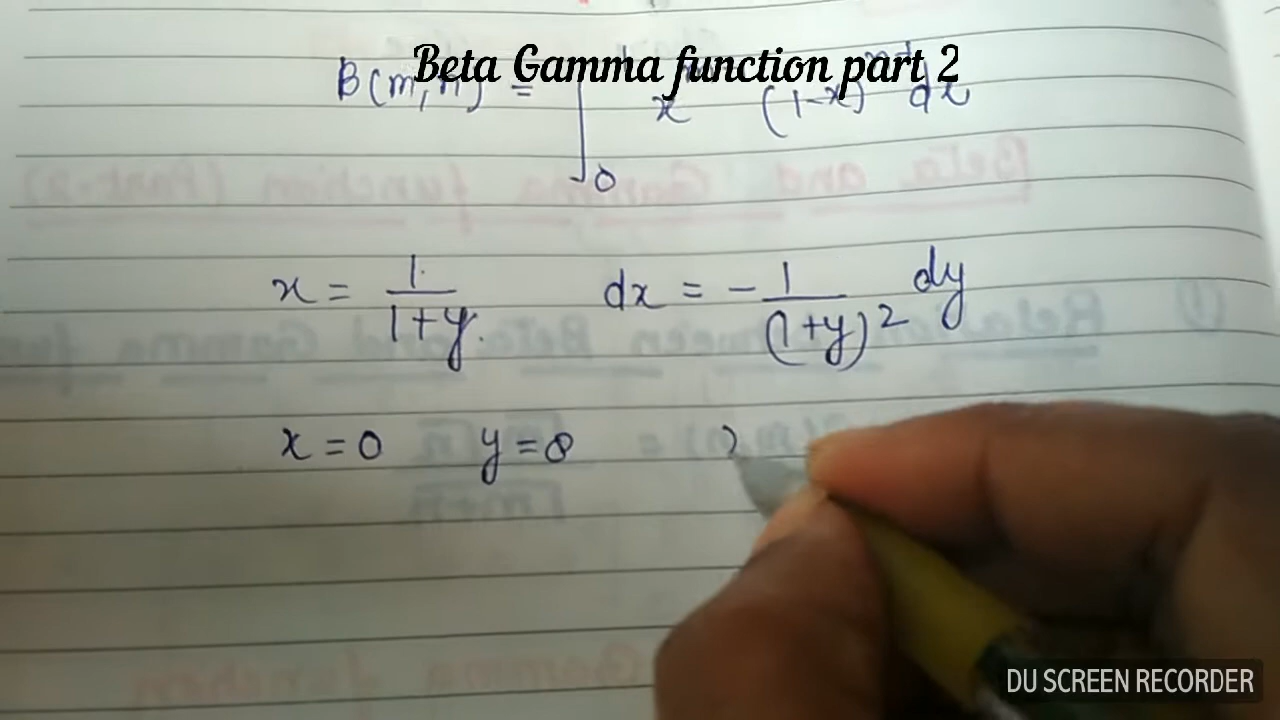 Beta Gamma function part 2
B(m, n) = ∫ 0 x (1-x) dx
x = 1/(1+y) dx = - 1/(1+y)² dy
x = 0 y = ∞
DU SCREEN RECORDER